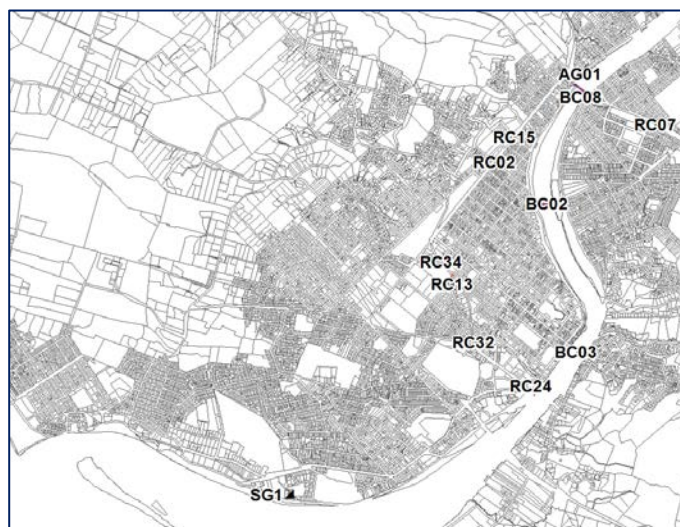 AG01
BC08
RC07
RC15
RC02
BC02
RC34
RC13
RC32
BC03
RC24
SG1